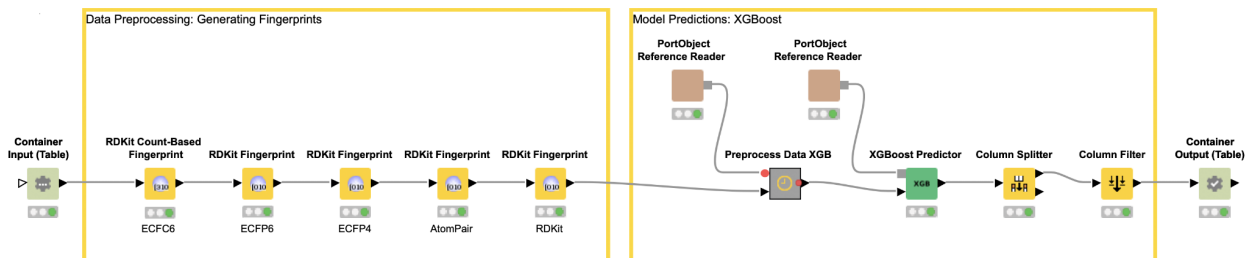 Data Preprocessing: Generating Fingerprints
Model Predictions: XGBoost
PortObject
Reference Reader
PortObject
Reference Reader
Container
Input (Table)
RDKit Count-Based
Fingerprint
RDKit Fingerprint
RDKit Fingerprint
RDKit Fingerprint
RDKit Fingerprint
Preprocess Data XGB
XGBoost Predictor
Column Splitter
Column Filter
Container
Output (Table)
XGB
ECFC6
ECFP6
ECFP4
AtomPair
RDKit